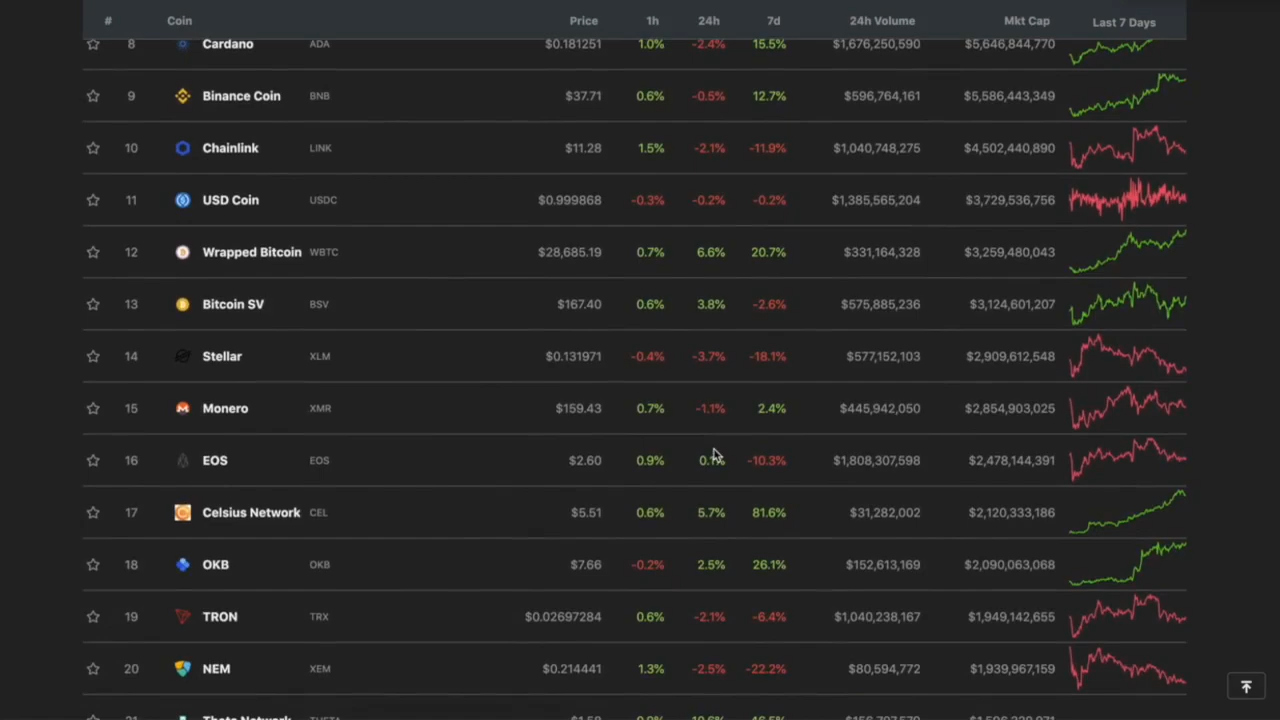 # Coin Price 1h 24h 7d 24h Volume Mkt Cap Last 7 Days
8 Cardano ADA $0.181251 1.0% -2.4% 15.5% $1,676,250,590 $5,646,844,770
9 Binance Coin BNB $37.71 0.6% -0.5% 12.7% $596,764,161 $5,586,443,349
10 Chainlink LINK $11.28 1.5% -2.1% -11.9% $1,040,748,275 $4,502,440,890
11 USD Coin USDC $0.999868 -0.3% -0.2% -0.2% $1,385,565,204 $3,729,536,756
12 Wrapped Bitcoin WBTC $28,685.19 0.7% 6.6% 20.7% $331,164,328 $3,259,480,043
13 Bitcoin SV BSV $167.40 0.6% 3.8% -2.6% $575,885,236 $3,124,601,207
14 Stellar XLM $0.131971 -0.4% -3.7% -18.1% $577,152,103 $2,909,612,548
15 Monero XMR $159.43 0.7% -1.1% 2.4% $445,942,050 $2,854,903,025
16 EOS EOS $2.60 0.9% -10.3% $1,808,307,598 $2,478,144,391
17 Celsius Network CEL $5.51 0.6% 5.7% 81.6% $31,282,002 $2,120,333,186
18 OKB OKB $7.66 -0.2% 2.5% 26.1% $152,613,169 $2,090,063,068
19 TRON TRX $0.02697284 0.6% -2.1% -6.4% $1,040,238,167 $1,949,142,655
20 NEM XEM $0.214441 1.3% -2.5% -22.2% $80,594,772 $1,939,967,159
Theta Network THETA